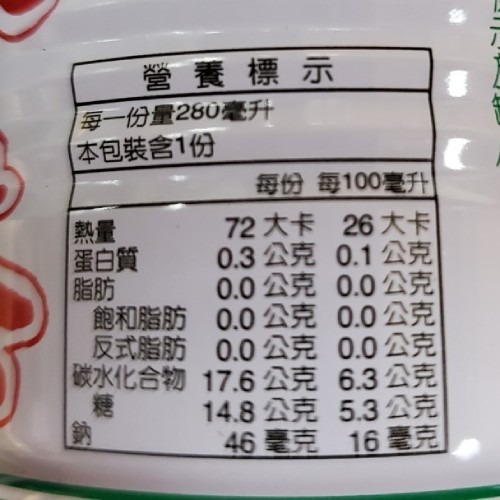 營養標示
每一份量280毫升
本包裝含1份
每份 每100毫升
熱量 72 大卡 26 大卡
蛋白質 0.3 公克 0.1 公克
脂肪 0.0 公克 0.0 公克
飽和脂肪 0.0 公克 0.0 公克
反式脂肪 0.0 公克 0.0 公克
碳水化合物 17.6 公克 6.3 公克
糖 14.8 公克 5.3 公克
鈉 46 毫克 16 毫克